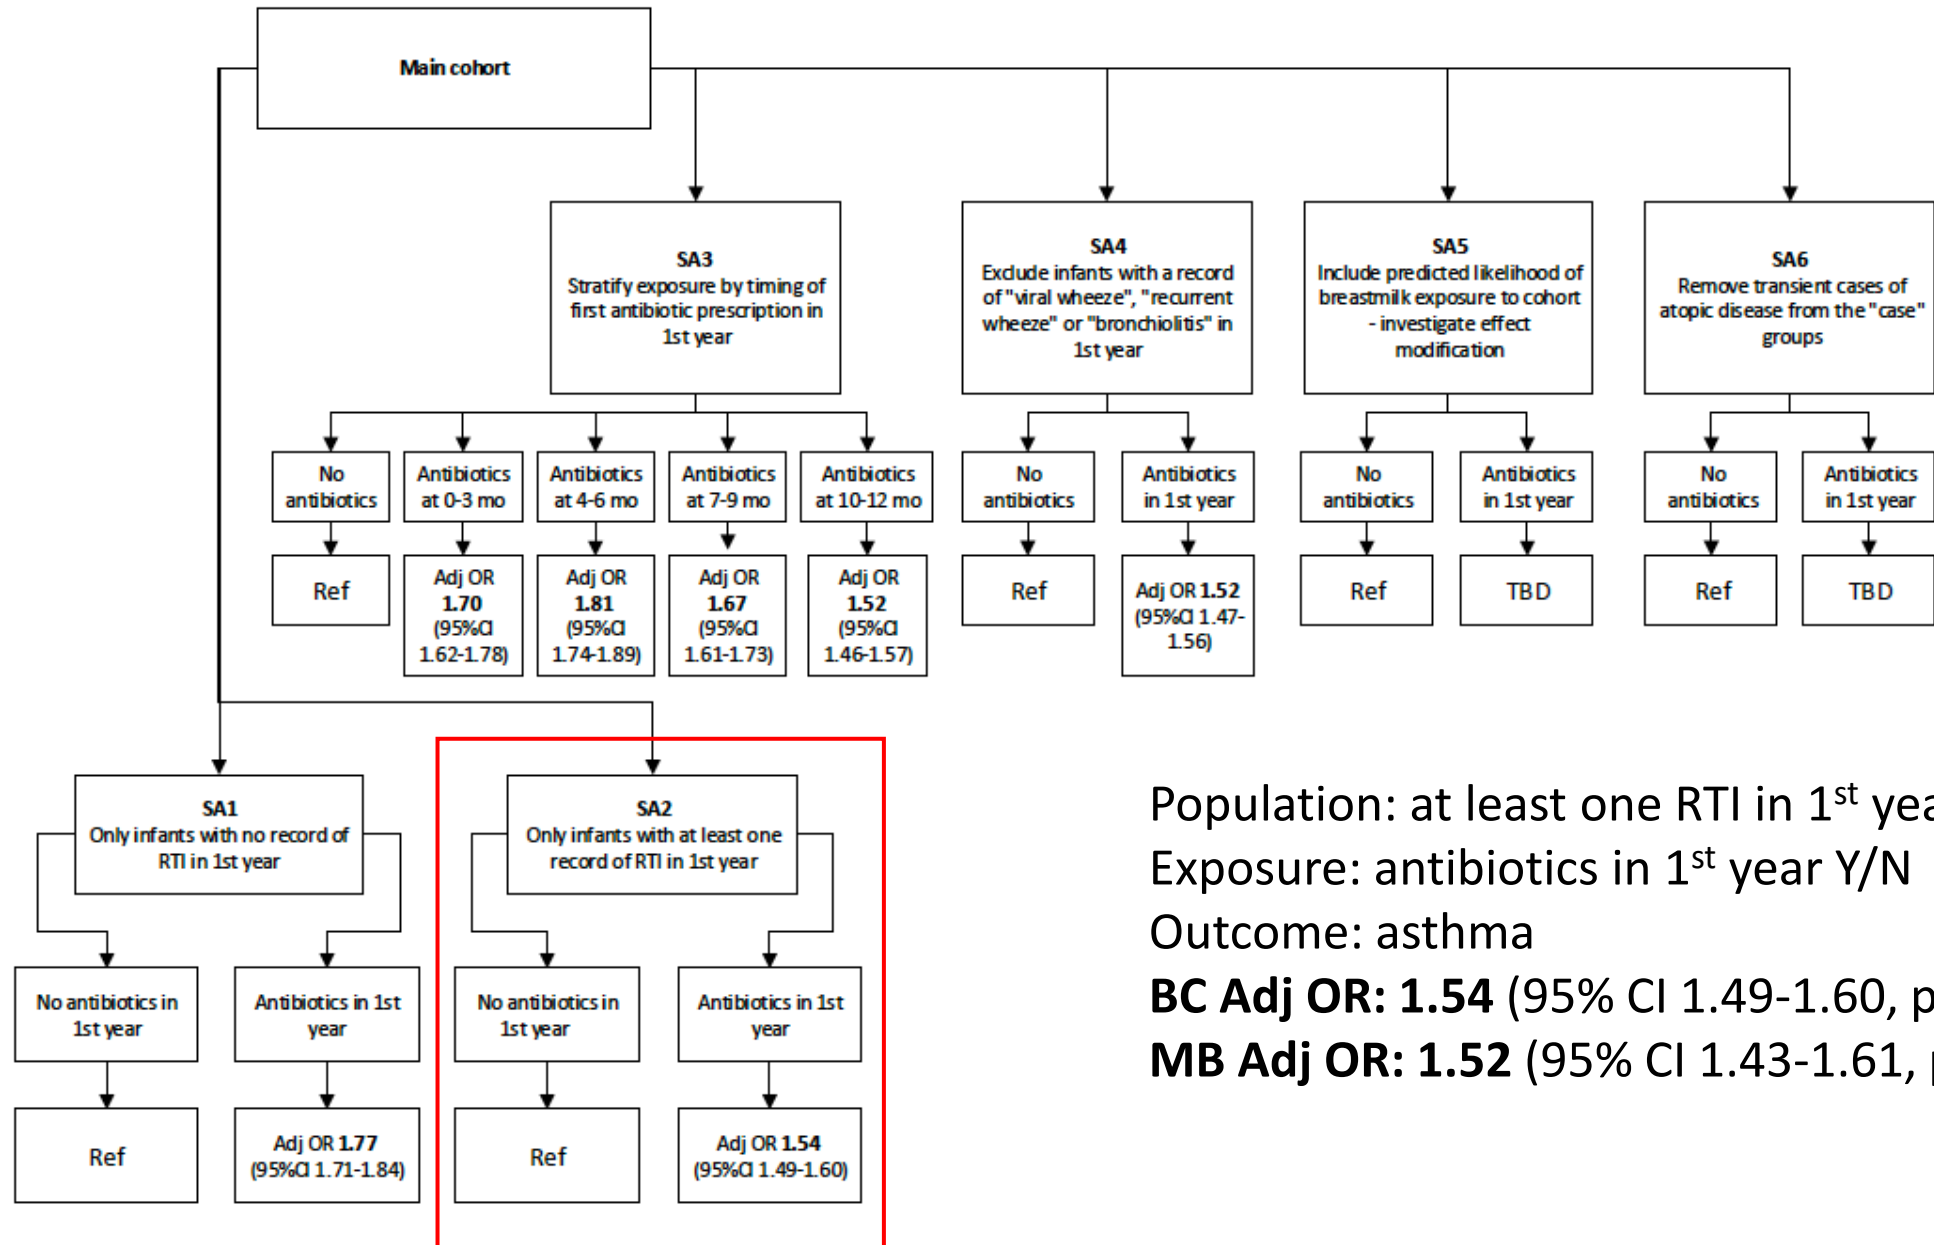 Main cohort
SA3
Stratify exposure by timing of
first antibiotic prescription in
1st year
SA4
Exclude infants with a record
of "viral wheeze", "recurrent
wheeze" or "bronchiolitis" in
1st year
SA5
Include predicted likelihood of
breastmilk exposure to cohort
- investigate effect
modification
SA6
Remove transient cases of
atopic disease from the "case"
groups
No
antibiotics
Antibiotics
at 0-3 mo
Antibiotics
at 4-6 mo
Antibiotics
at 7-9 mo
Antibiotics
at 10-12 mo
No
antibiotics
Antibiotics
in 1st year
No
antibiotics
Antibiotics
in 1st year
No
antibiotics
Antibiotics
in 1st year
Ref
Adj OR
1.70
(95%CI
1.62-1.78)
Adj OR
1.81
(95%CI
1.74-1.89)
Adj OR
1.67
(95%CI
1.61-1.73)
Adj OR
1.52
(95%CI
1.46-1.57)
Ref
Adj OR 1.52
(95%CI 1.47-
1.56)
Ref
TBD
Ref
TBD
SA1
Only infants with no record of
RTI in 1st year
SA2
Only infants with at least one
record of RTI in 1st year
No antibiotics in
1st year
Antibiotics in 1st
year
No antibiotics in
1st year
Antibiotics in 1st
year
Ref
Adj OR 1.77
(95%CI 1.71-1.84)
Ref
Adj OR 1.54
(95%CI 1.49-1.60)
Population: at least one RTI in 1st yea
Exposure: antibiotics in 1st year Y/N
Outcome: asthma
BC Adj OR: 1.54 (95% CI 1.49-1.60, p
MB Adj OR: 1.52 (95% CI 1.43-1.61, p